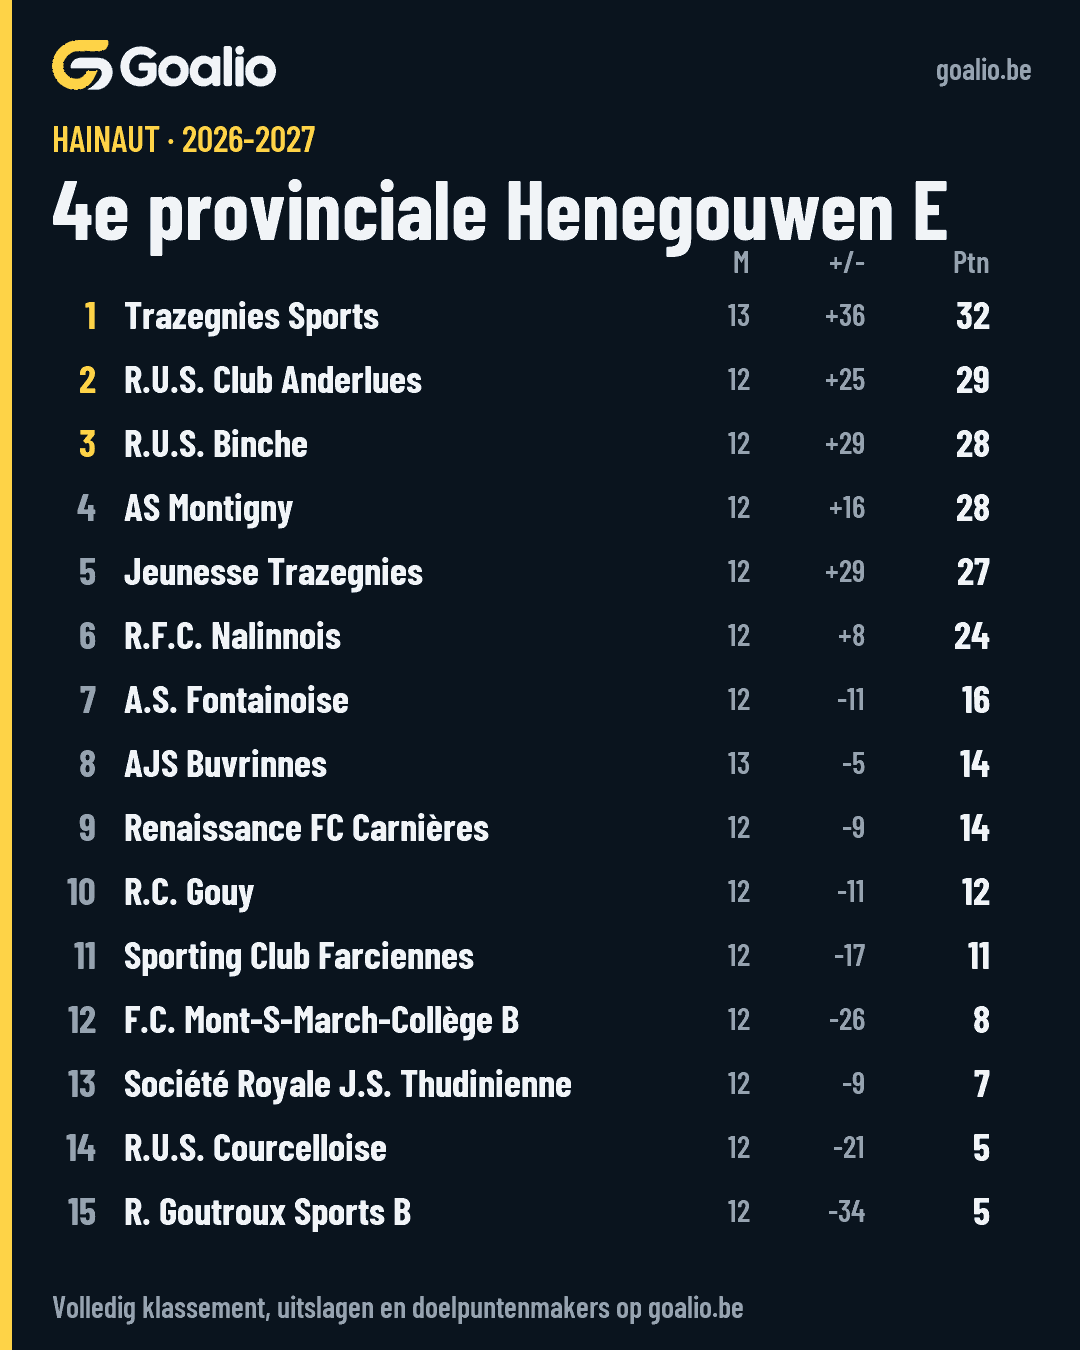 Goalio
goalio.be
HAINAUT · 2026-2027
4e provinciale Henegouwen E
M +/- Ptn
1 Trazegnies Sports 13 +36 32
2 R.U.S. Club Anderlues 12 +25 29
3 R.U.S. Binche 12 +29 28
4 AS Montigny 12 +16 28
5 Jeunesse Trazegnies 12 +29 27
6 R.F.C. Nalinnois 12 +8 24
7 A.S. Fontainoise 12 -11 16
8 AJS Buvrinnes 13 -5 14
9 Renaissance FC Carnières 12 -9 14
10 R.C. Gouy 12 -11 12
11 Sporting Club Farciennes 12 -17 11
12 F.C. Mont-S-March-Collège B 12 -26 8
13 Société Royale J.S. Thudinienne 12 -9 7
14 R.U.S. Courcelloise 12 -21 5
15 R. Goutroux Sports B 12 -34 5
Volledig klassement, uitslagen en doelpuntenmakers op goalio.be